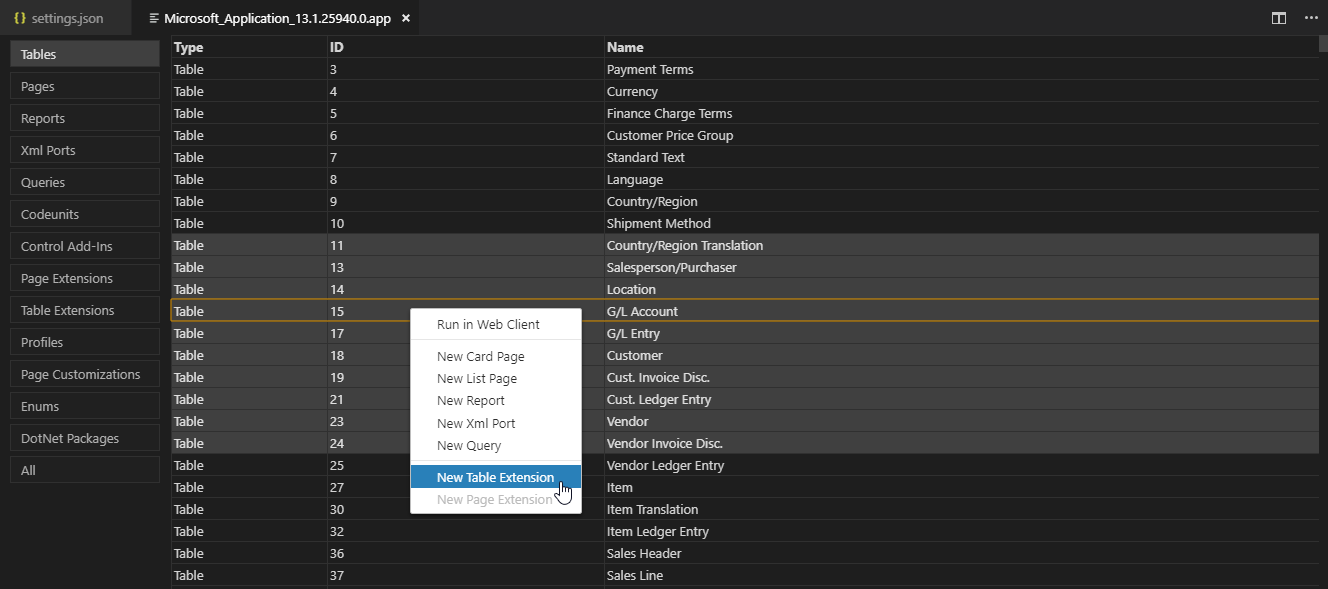 {} settings.json Microsoft_Application_13.1.25940.0.app × ...
Tables
Pages
Reports
Xml Ports
Queries
Codeunits
Control Add-Ins
Page Extensions
Table Extensions
Profiles
Page Customizations
Enums
DotNet Packages
All
Type ID Name
Table 3 Payment Terms
Table 4 Currency
Table 5 Finance Charge Terms
Table 6 Customer Price Group
Table 7 Standard Text
Table 8 Language
Table 9 Country/Region
Table 10 Shipment Method
Table 11 Country/Region Translation
Table 13 Salesperson/Purchaser
Table 14 Location
Table 15 G/L Account
Table 17 G/L Entry
Table 18 Customer
Table 19 Cust. Invoice Disc.
Table 21 Cust. Ledger Entry
Table 23 Vendor
Table 24 Vendor Invoice Disc.
Table 25 Vendor Ledger Entry
Table 27 Item
Table 30 Item Translation
Table 32 Item Ledger Entry
Table 36 Sales Header
Table 37 Sales Line
Run in Web Client
New Card Page
New List Page
New Report
New Xml Port
New Query
New Table Extension
New Page Extension